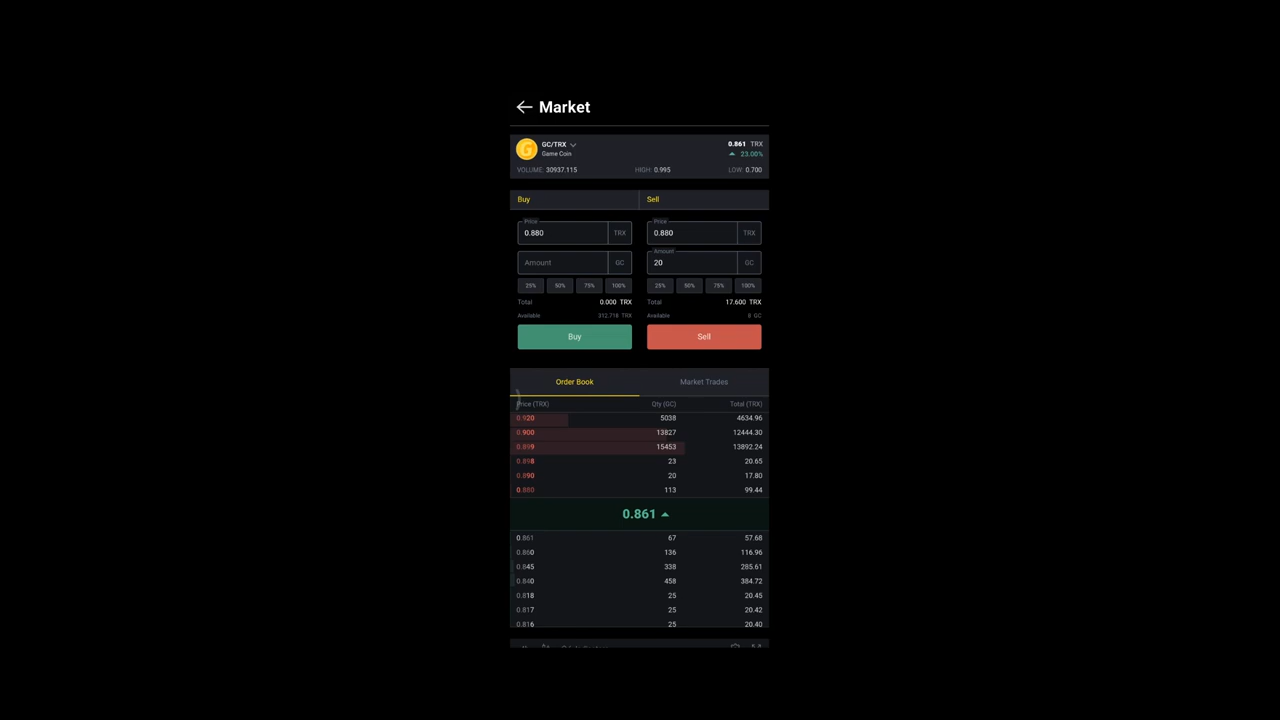 Market
GC/TRX 0.861 TRX
Game Coin 23.00%
VOLUME: 30937.115 HIGH: 0.995 LOW: 0.700
Buy Sell
Price Price
0.880 TRX 0.880 TRX
Amount
Amount GC 20 GC
25% 50% 75% 100% 25% 50% 75% 100%
Total 0.000 TRX Total 17.600 TRX
Available 312.718 TRX Available 8 GC
Buy Sell
Order Book Market Trades
Price (TRX) Qty (GC) Total (TRX)
0.920 5038 4634.96
0.900 13827 12444.30
0.899 15453 13892.24
0.898 23 20.65
0.890 20 17.80
0.880 113 99.44
0.861
0.861 67 57.68
0.860 136 116.96
0.845 338 285.61
0.840 458 384.72
0.818 25 20.45
0.817 25 20.42
0.816 25 20.40